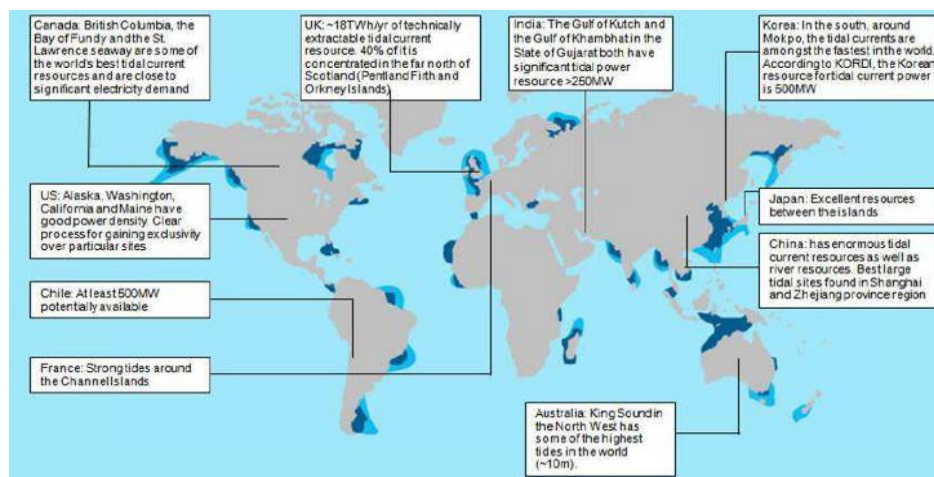 Canada: British Columbia, the
Bay of Fundy and the St.
Lawrence seaway are some of
the world's best tidal current
resources and are close to
significant electricity demand
UK: ~18TWh/yr of technically
extractable tidal current
resource. 40% of it is
concentrated in the far north of
Scotland (Pentland Firth and
Orkney Islands)
India: The Gulf of Kutch and
the Gulf of Khambhat in the
State of Gujarat both have
significant tidal power
resource >250MW
Korea: In the south, around
Mokpo, the tidal currents are
amongst the fastest in the world.
According to KORDI, the Korean
resource for tidal current power
is 500MW
US: Alaska, Washington,
California and Maine have
good power density. Clear
process for gaining exclusivity
over particular sites
Japan: Excellent resources
between the islands
China: has enormous tidal
current resources as well as
river resources. Best large
tidal sites found in Shanghai
and Zhejiang province region
Chile: At least 500MW
potentially available
France: Strong tides around
the Channel Islands
Australia: King Sound in
the North West has
some of the highest
tides in the world
(~10m).